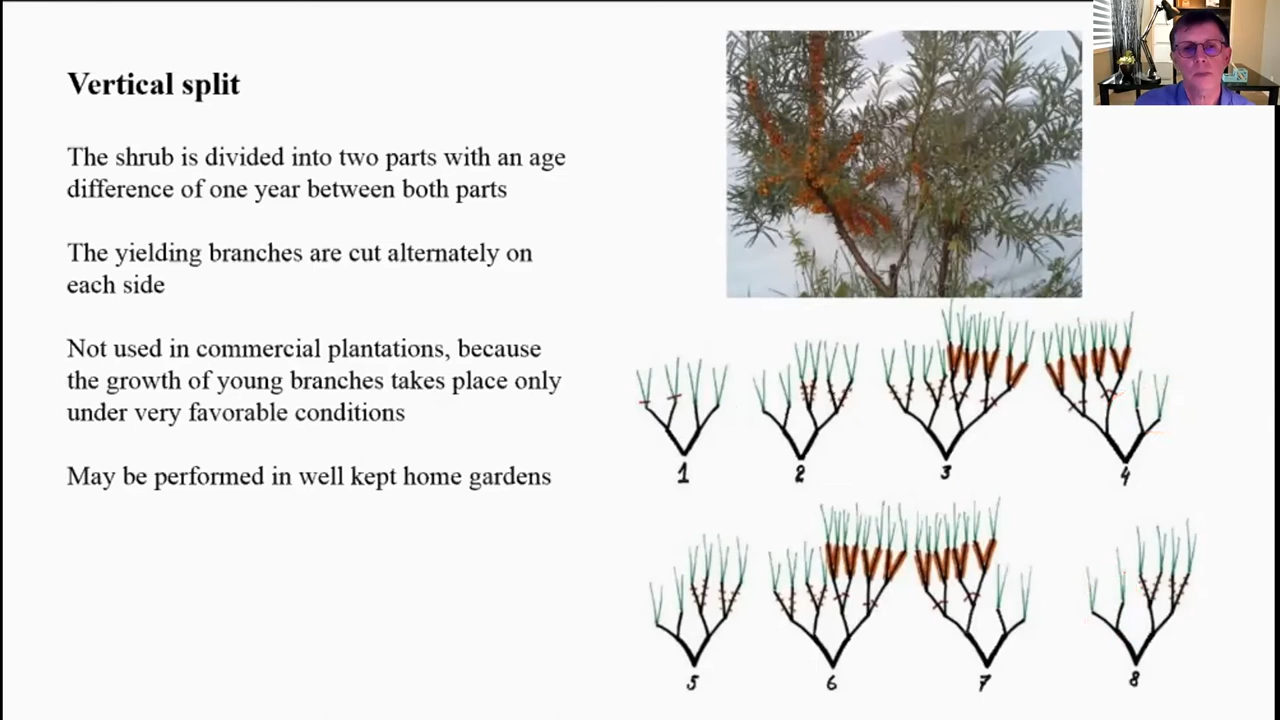 Vertical split
The shrub is divided into two parts with an age
difference of one year between both parts
The yielding branches are cut alternately on
each side
Not used in commercial plantations, because
the growth of young branches takes place only
under very favorable conditions
May be performed in well kept home gardens
1 2 3 4
5 6 7 8